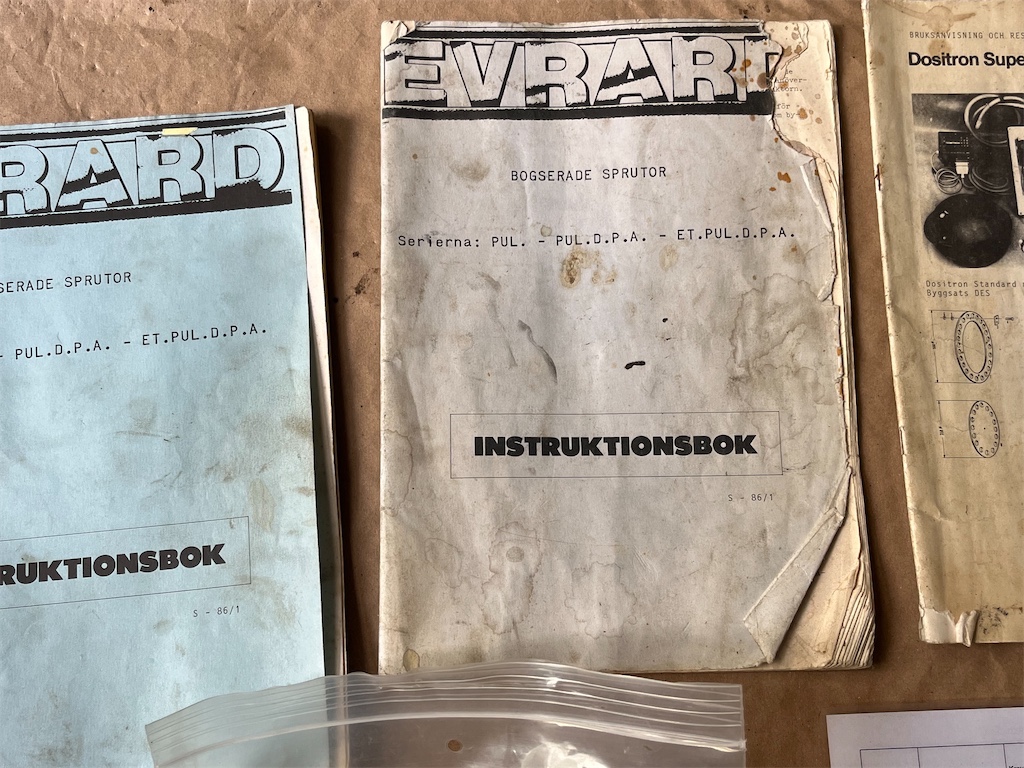 RARD
SERADE SPRUTOR
- PUL.D.P.A. - ET.PUL.D.P.A.
RUKTIONSBOK
S - 86/1
EVRARD
BOGSERADE SPRUTOR
Serierna: PUL. - PUL.D.P.A. - ET.PUL.D.P.A.
INSTRUKTIONSBOK
S - 86/1
BRUKSANVISNING OCH RES
Dositron Supe
Dositron Standard
Byggsats DES